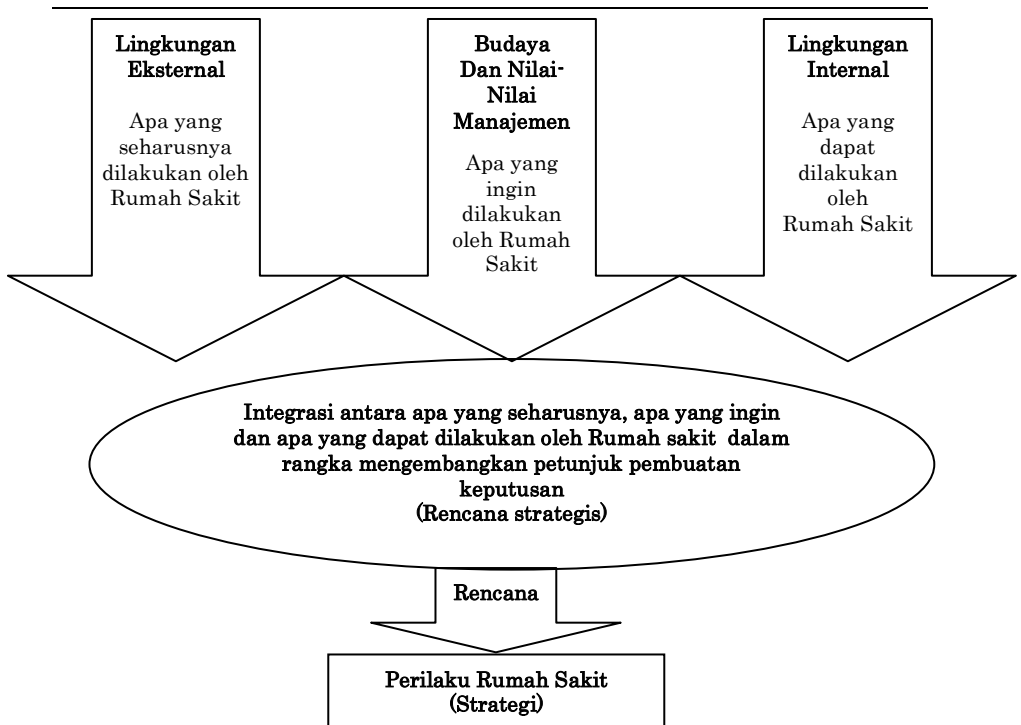 Lingkungan
Eksternal
Apa yang
seharusnya
dilakukan oleh
Rumah Sakit
Budaya
Dan Nilai-
Nilai
Manajemen
Apa yang
ingin
dilakukan
oleh Rumah
Sakit
Lingkungan
Internal
Apa yang
dapat
dilakukan
oleh
Rumah Sakit
Integrasi antara apa yang seharusnya, apa yang ingin
dan apa yang dapat dilakukan oleh Rumah sakit dalam
rangka mengembangkan petunjuk pembuatan
keputusan
(Rencana strategis)
Rencana
Perilaku Rumah Sakit
(Strategi)